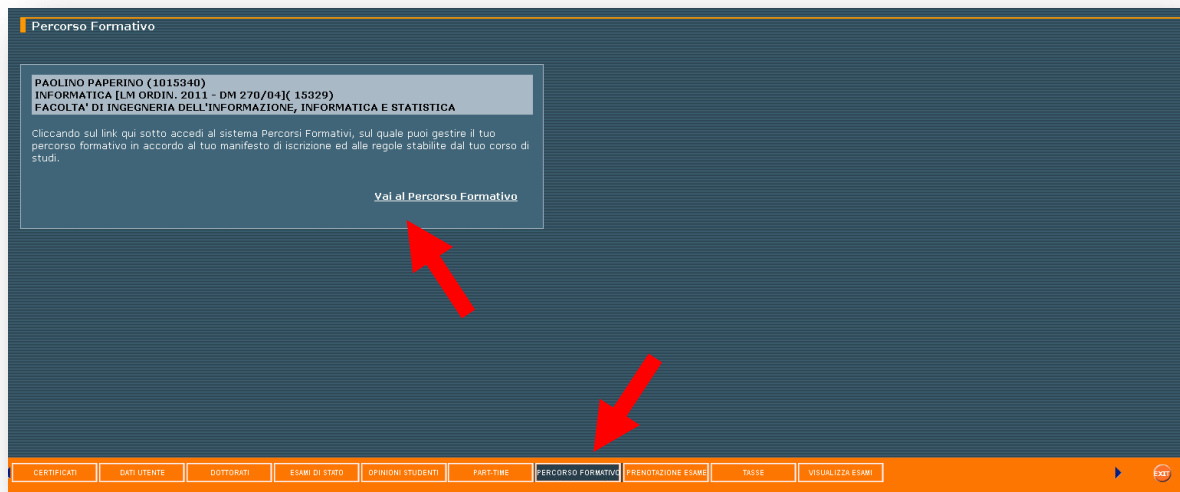 Percorso Formativo
PAOLINO PAPERINO (1015340)
INFORMATICA [LM ORDIN. 2011 - DM 270/04]( 15329)
FACOLTA' DI INGEGNERIA DELL'INFORMAZIONE, INFORMATICA E STATISTICA
Cliccando sul link qui sotto accedi al sistema Percorsi Formativi, sul quale puoi gestire il tuo
percorso formativo in accordo al tuo manifesto di iscrizione ed alle regole stabilite dal tuo corso di
studi.
Vai al Percorso Formativo
CERTIFICATI DATI UTENTE DOTTORATI ESAMI DI STATO OPINIONI STUDENTI PART-TIME PERCORSO FORMATIVO PRENOTAZIONE ESAME TASSE VISUALIZZA ESAMI EXIT